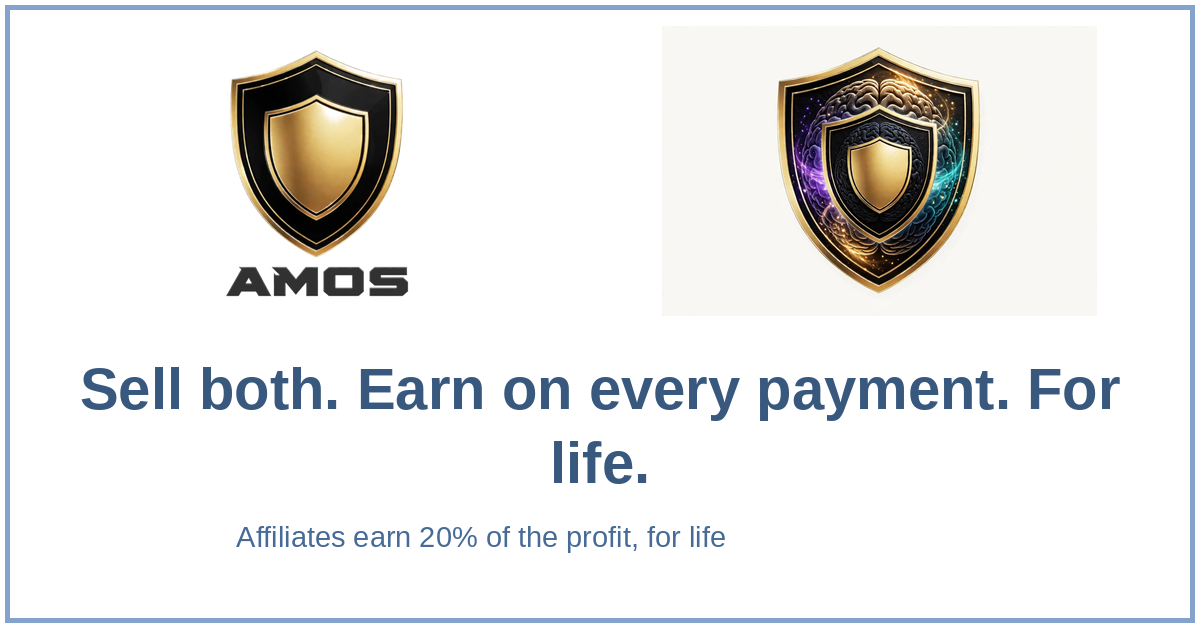 AMOS
Sell both. Earn on every payment. For
life.
Affiliates earn 20% of the profit, for life